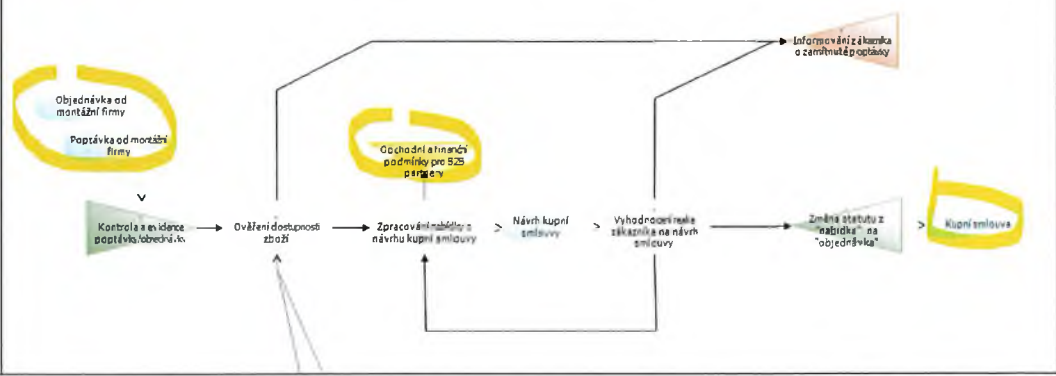 Informování zákazníka
o zamítnuté poptávky
Objednávka od
montážní firmy
Poptávka od montážní
firmy
Obchodní a finanční
podmínky pro B2B
partnery
Kontrola a evidence
poptávky/objednávky
Ověření dostupnosti
zboží
Zpracování nabídky a
návrhu kupní smlouvy
Návrh kupní
smlouvy
Vyhodnocení reakce
zákazníka na návrh
smlouvy
Změna statutu z
"nabídka" na
"objednávka"
Kupní smlouva